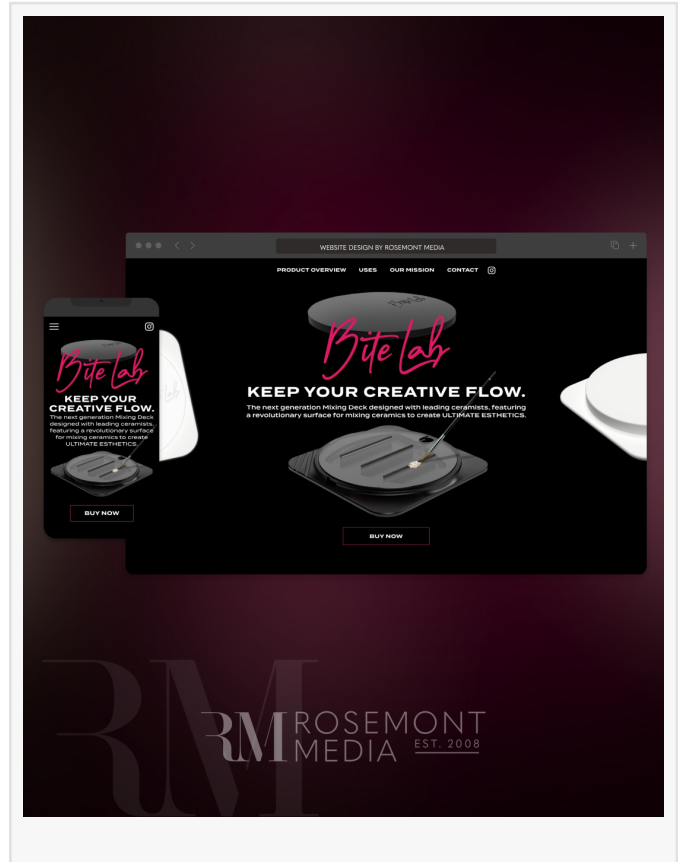 WEBSITE DESIGN BY ROSEMONT MEDIA
PRODUCT OVERVIEW USES OUR MISSION CONTACT
Bite Lab
Bite Lab
KEEP YOUR CREATIVE FLOW.
The next generation Mixing Deck designed with leading ceramists, featuring
a revolutionary surface for mixing ceramics to create ULTIMATE ESTHETICS.
BUY NOW
Bite Lab
KEEP YOUR
CREATIVE FLOW.
The next generation Mixing Deck
designed with leading ceramists,
featuring a revolutionary surface
for mixing ceramics to create
ULTIMATE ESTHETICS.
BUY NOW
RM
RM ROSEMONT
MEDIA EST. 2008